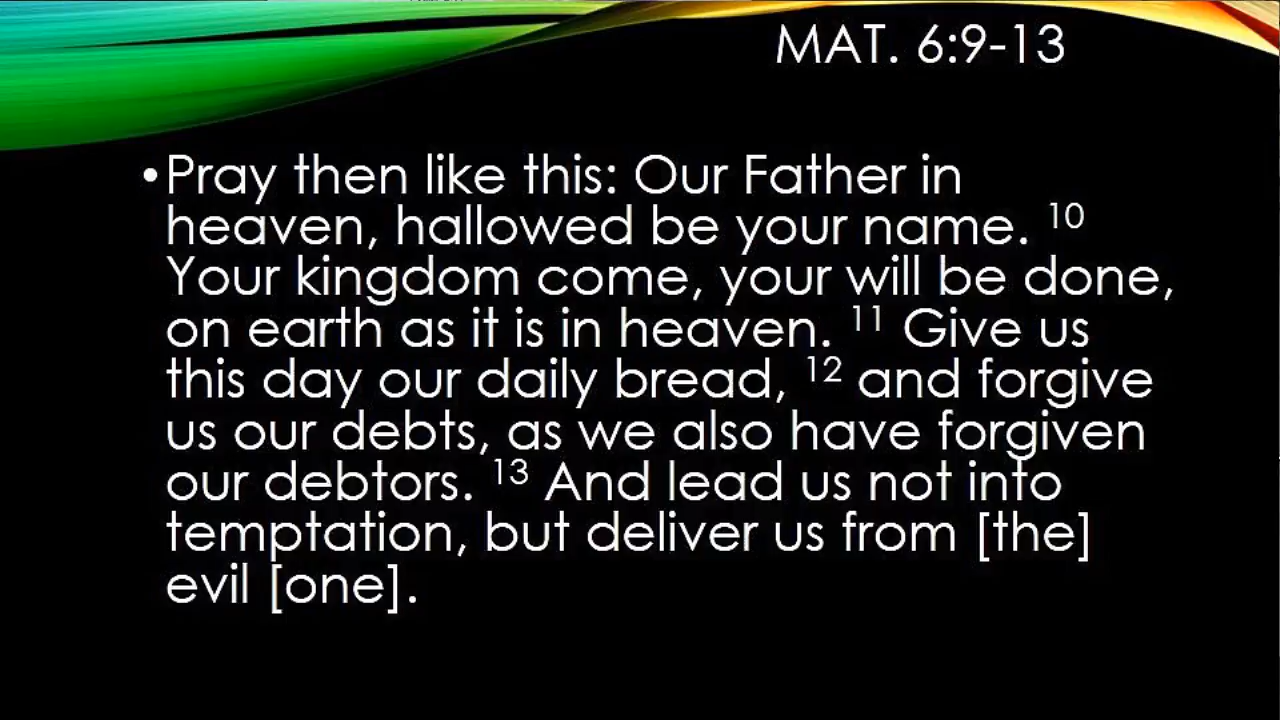 MAT. 6:9-13
•Pray then like this: Our Father in
heaven, hallowed be your name. 10
Your kingdom come, your will be done,
on earth as it is in heaven. 11 Give us
this day our daily bread, 12 and forgive
us our debts, as we also have forgiven
our debtors. 13 And lead us not into
temptation, but deliver us from [the]
evil [one].